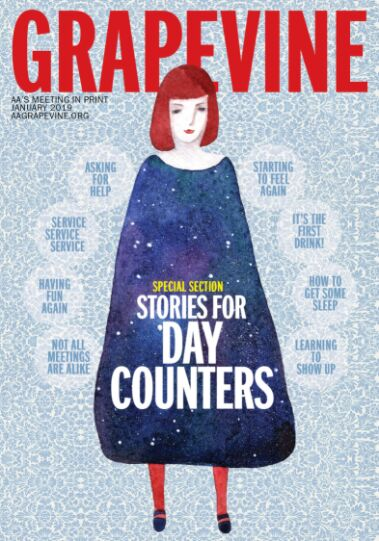 GRAPEVINE
AA'S MEETING IN PRINT
JANUARY 2019
AAGRAPEVINE.ORG
ASKING
FOR
HELP
STARTING
TO FEEL
AGAIN
SERVICE
SERVICE
SERVICE
IT'S THE
FIRST
DRINK!
HAVING
FUN
AGAIN
HOW TO
GET SOME
SLEEP
NOT ALL
MEETINGS
ARE ALIKE
LEARNING
TO
SHOW UP
SPECIAL SECTION
STORIES FOR
DAY
COUNTERS